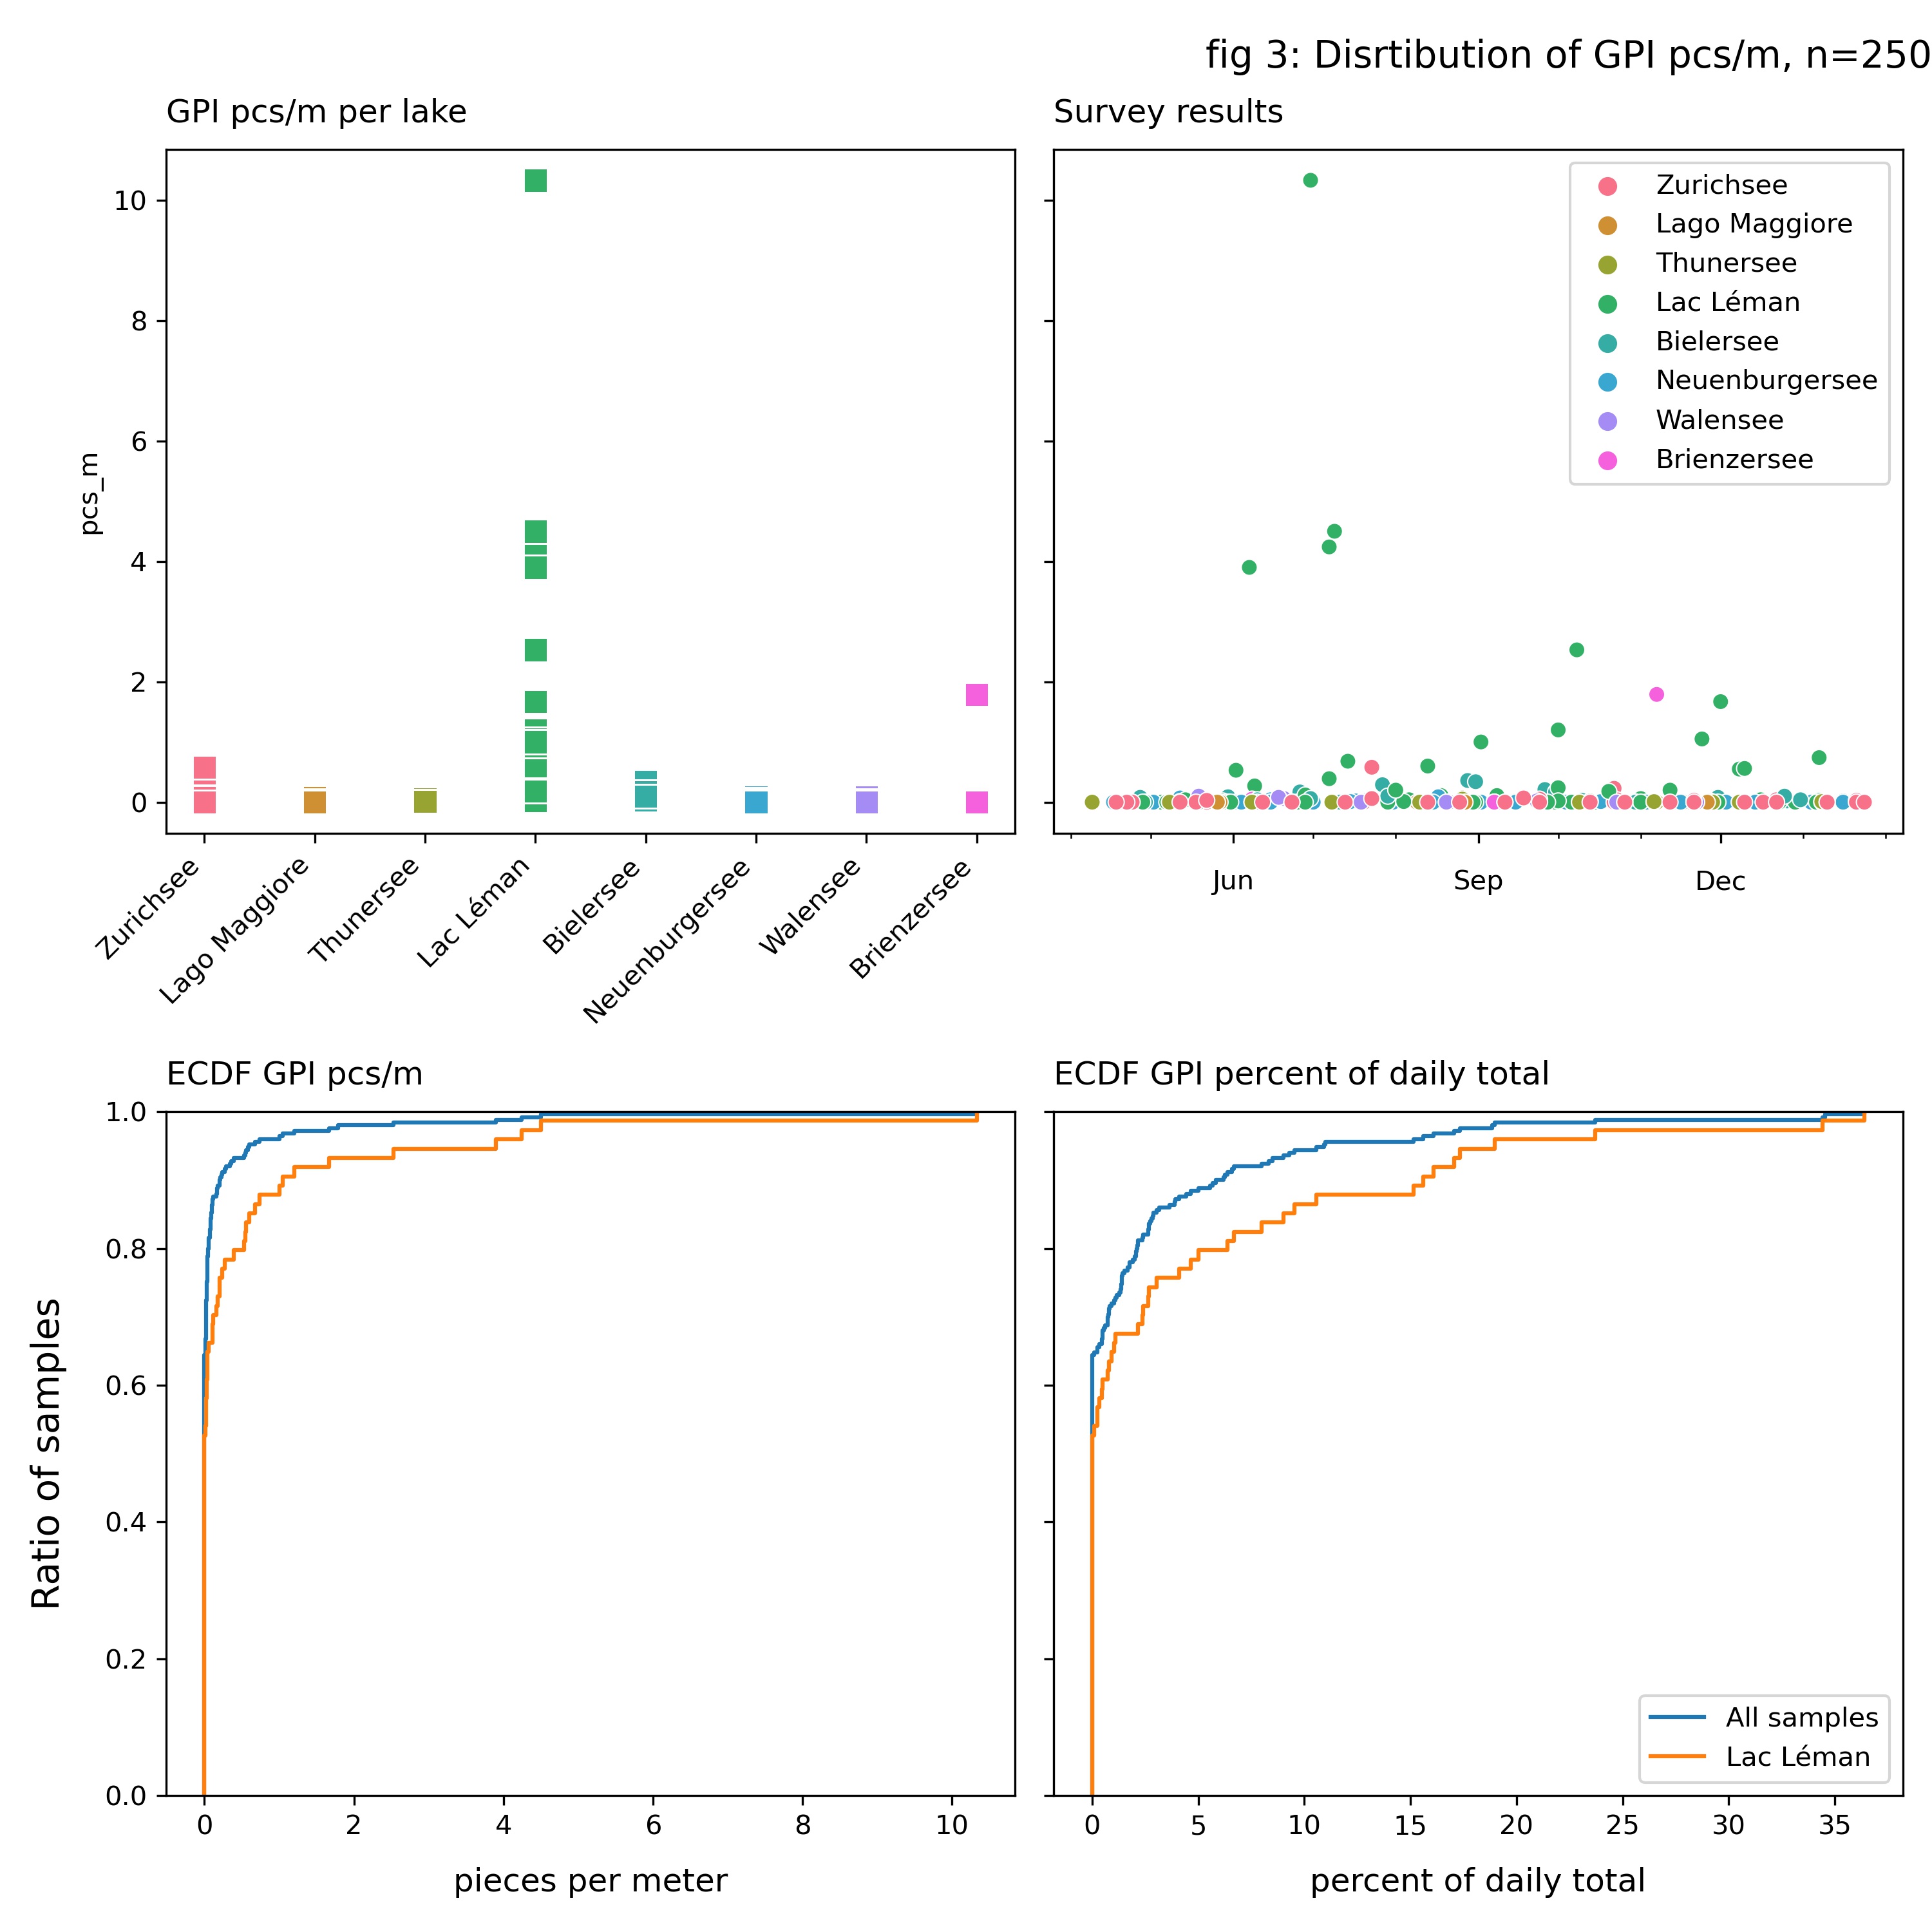 fig 3: Disrtibution of GPI pcs/m, n=250
GPI pcs/m per lake
pcs_m
10
8
6
4
2
0
Zurichsee
Lago Maggiore
Thunersee
Lac Léman
Bielersee
Neuenburgersee
Walensee
Brienzersee
Survey results
Zurichsee
Lago Maggiore
Thunersee
Lac Léman
Bielersee
Neuenburgersee
Walensee
Brienzersee
Jun Sep Dec
ECDF GPI pcs/m
Ratio of samples
1.0
0.8
0.6
0.4
0.2
0.0
0 2 4 6 8 10
pieces per meter
ECDF GPI percent of daily total
All samples
Lac Léman
0 5 10 15 20 25 30 35
percent of daily total